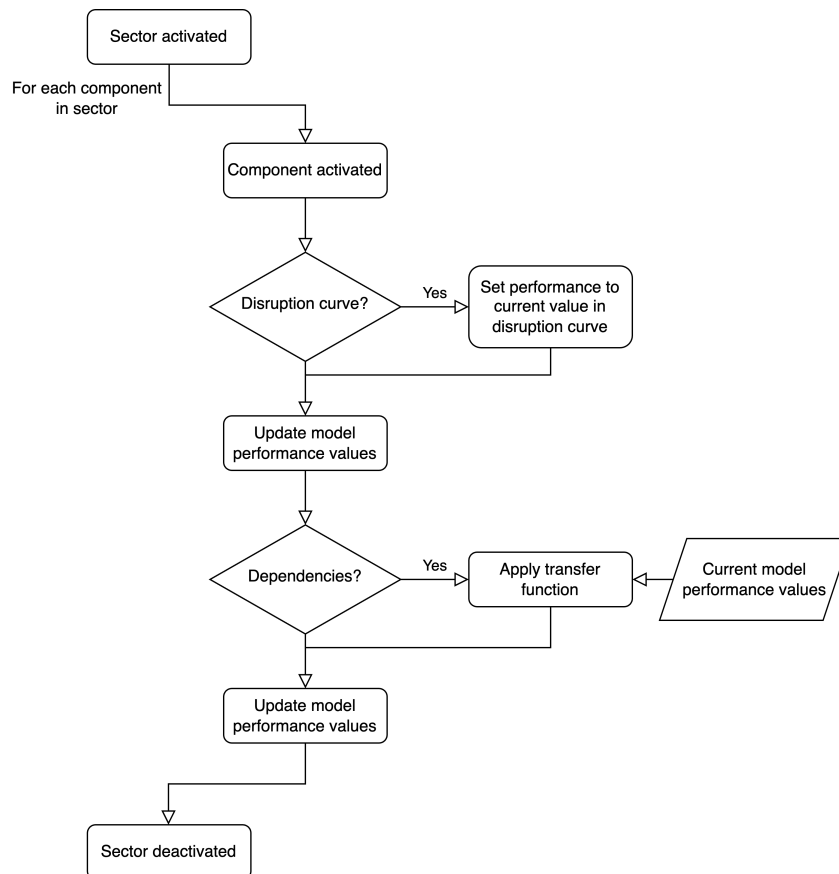 Sector activated
For each component
in sector
Component activated
Disruption curve?
Yes
Set performance to
current value in
disruption curve
Update model
performance values
Dependencies?
Yes
Apply transfer
function
Current model
performance values
Update model
performance values
Sector deactivated